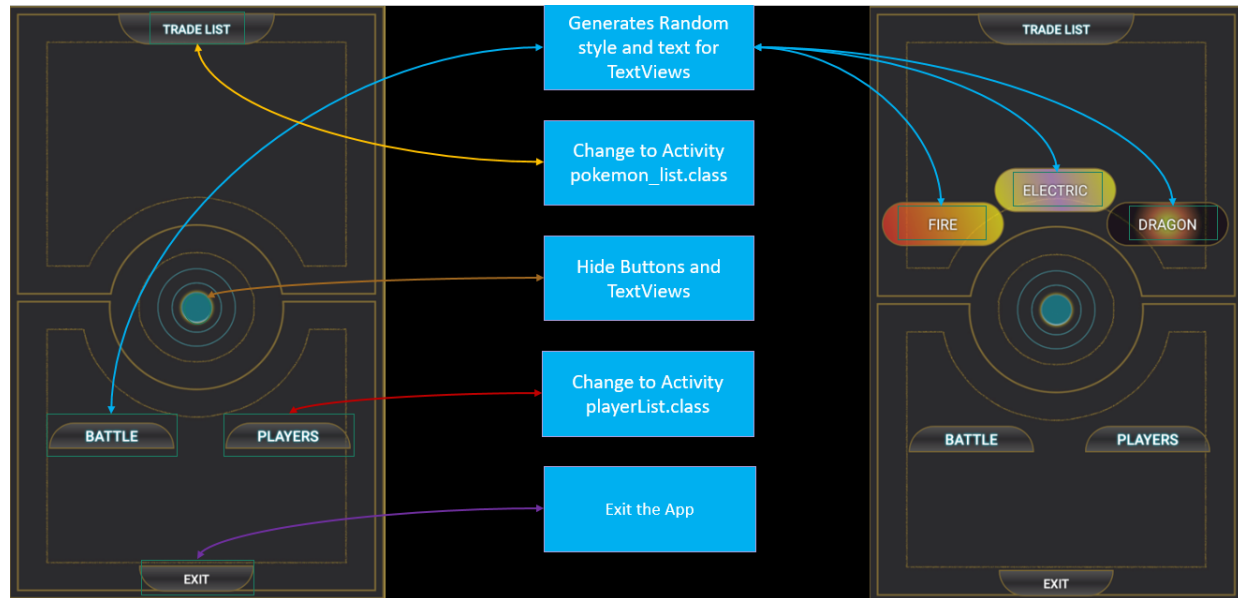 TRADE LIST
BATTLE
PLAYERS
EXIT
Generates Random
style and text for
TextViews
Change to Activity
pokemon_list.class
Hide Buttons and
TextViews
Change to Activity
playerList.class
Exit the App
TRADE LIST
ELECTRIC
FIRE
DRAGON
BATTLE
PLAYERS
EXIT